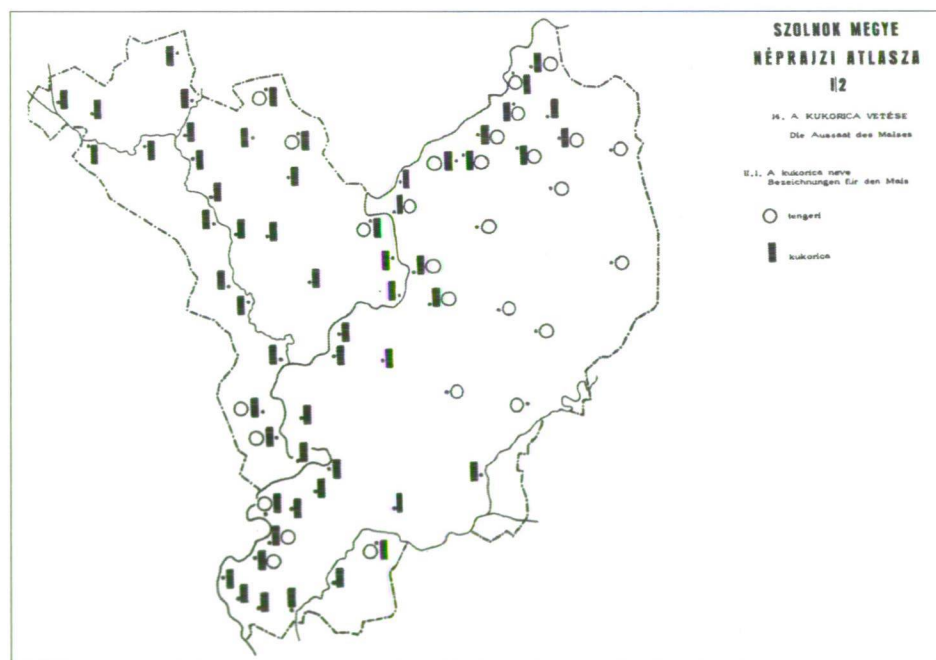 SZOLNOK MEGYE
NÉPRAJZI ATLASZA
I/2
14. A KUKORICA VETÉSE
Die Aussaat des Maises
II.1. A kukorica neve
Bezeichnungen für den Mais
tengeri
kukorica